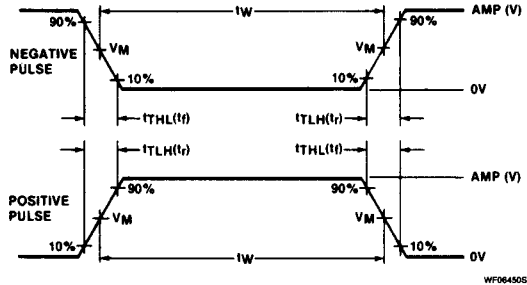 tW
AMP (V)
90%
90%
NEGATIVE
PULSE
VM
VM
10%
10%
0V
tTHL(tf)
tTLH(tr)
tTLH(tr)
tTHL(tf)
AMP (V)
POSITIVE
PULSE
90%
90%
VM
VM
10%
10%
0V
tW
WF06450S